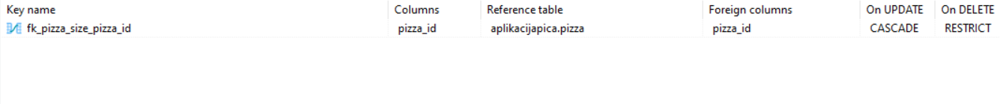 Key name Columns Reference table Foreign columns On UPDATE On DELETE
fk_pizza_size_pizza_id pizza_id aplikacijapica.pizza pizza_id CASCADE RESTRICT